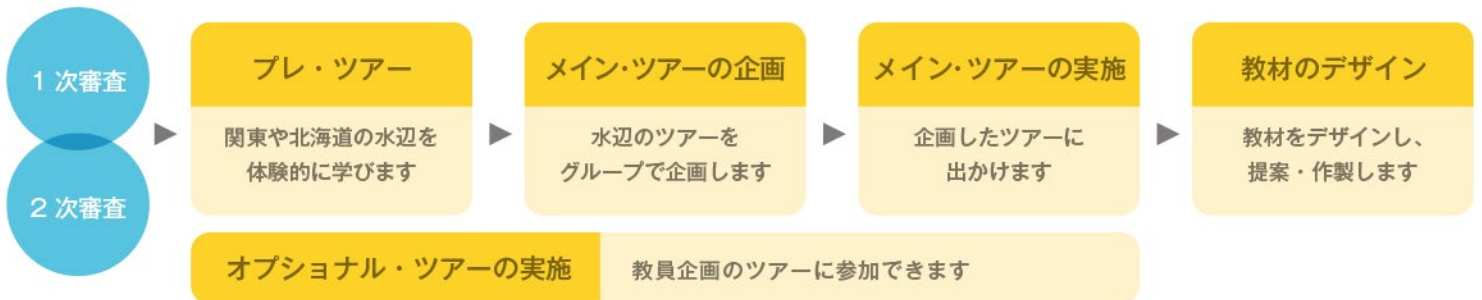 1 次審査
2 次審査
プレ・ツアー
関東や北海道の水辺を
体験的に学びます
メイン・ツアーの企画
水辺のツアーを
グループで企画します
メイン・ツアーの実施
企画したツアーに
出かけます
教材のデザイン
教材をデザインし、
提案・作製します
オプショナル・ツアーの実施
教員企画のツアーに参加できます